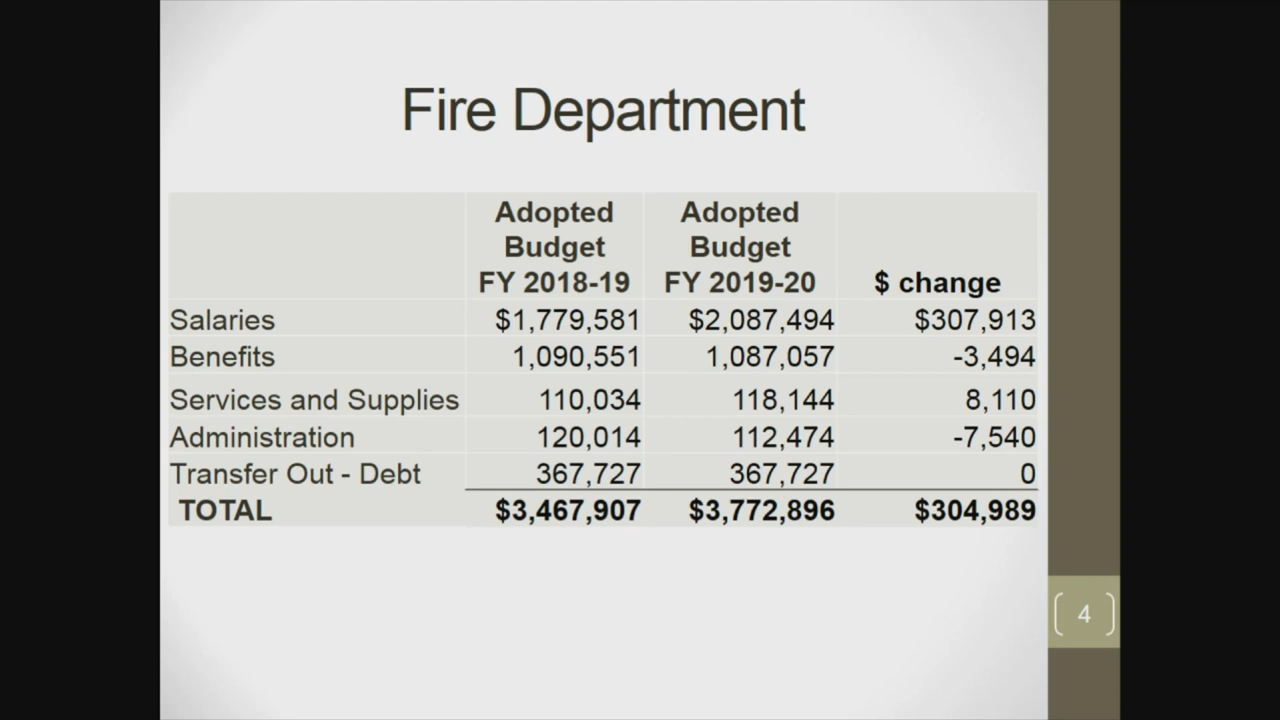 Fire Department
Adopted Budget FY 2018-19 Adopted Budget FY 2019-20 $ change
Salaries $1,779,581 $2,087,494 $307,913
Benefits 1,090,551 1,087,057 -3,494
Services and Supplies 110,034 118,144 8,110
Administration 120,014 112,474 -7,540
Transfer Out - Debt 367,727 367,727 0
TOTAL $3,467,907 $3,772,896 $304,989
4